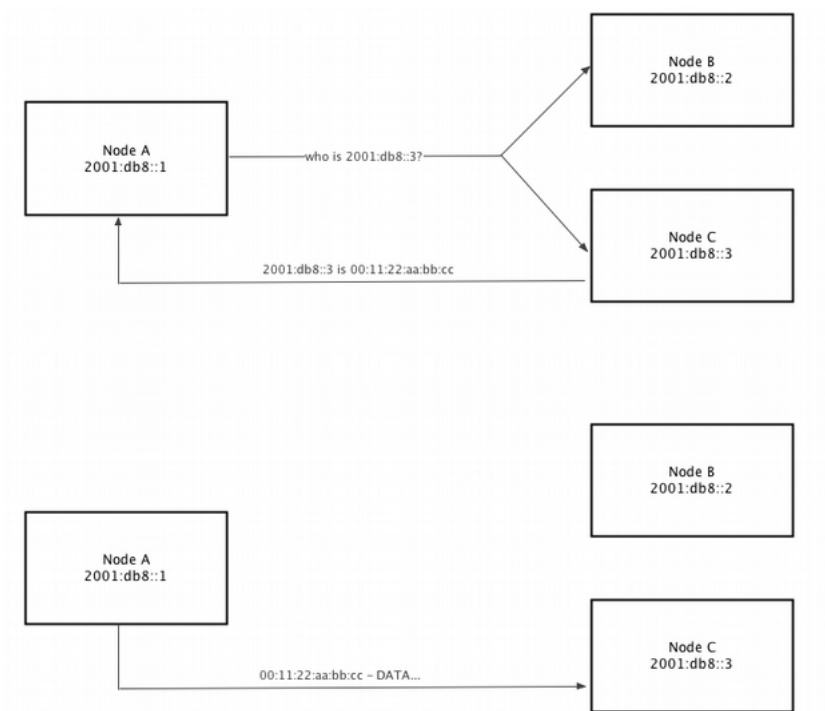 Node B
2001:db8::2
Node A
2001:db8::1
who is 2001:db8::3?
Node C
2001:db8::3
2001:db8::3 is 00:11:22:aa:bb:cc
Node B
2001:db8::2
Node A
2001:db8::1
Node C
2001:db8::3
00:11:22:aa:bb:cc – DATA...